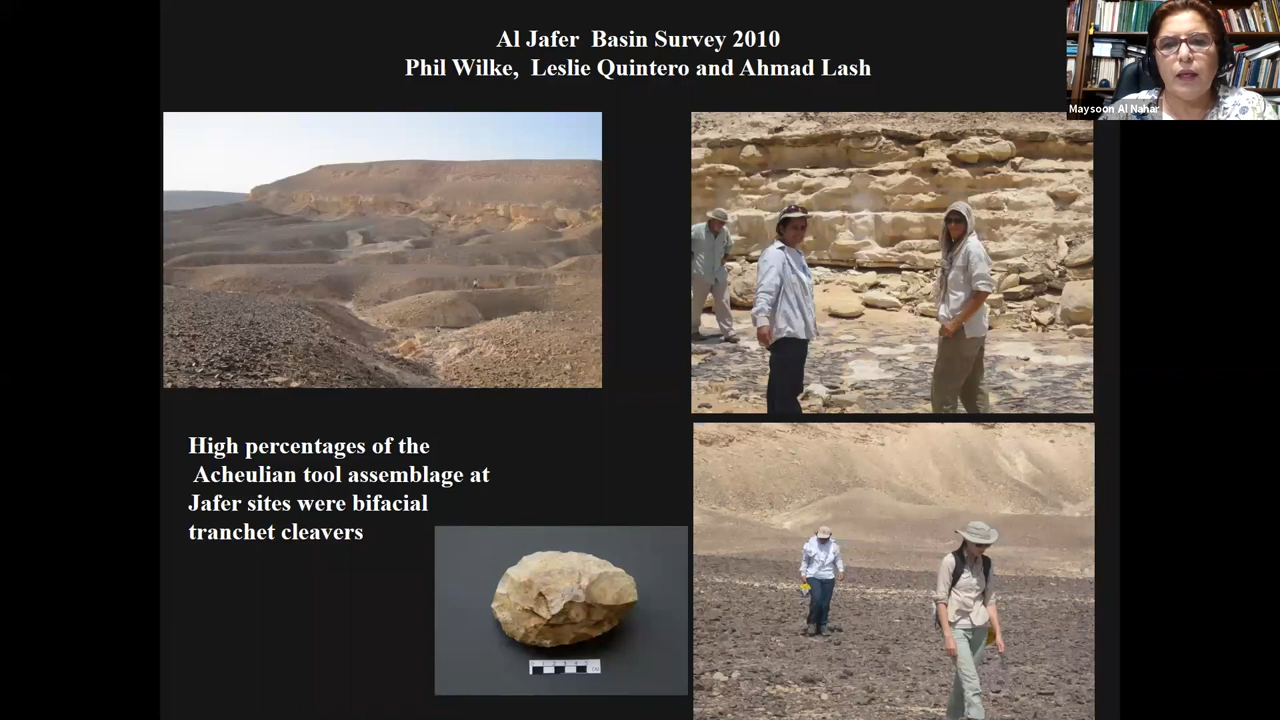 Al Jafer Basin Survey 2010
Phil Wilke, Leslie Quintero and Ahmad Lash
Maysoon Al Nahar
High percentages of the
Acheulian tool assemblage at
Jafer sites were bifacial
tranchet cleavers